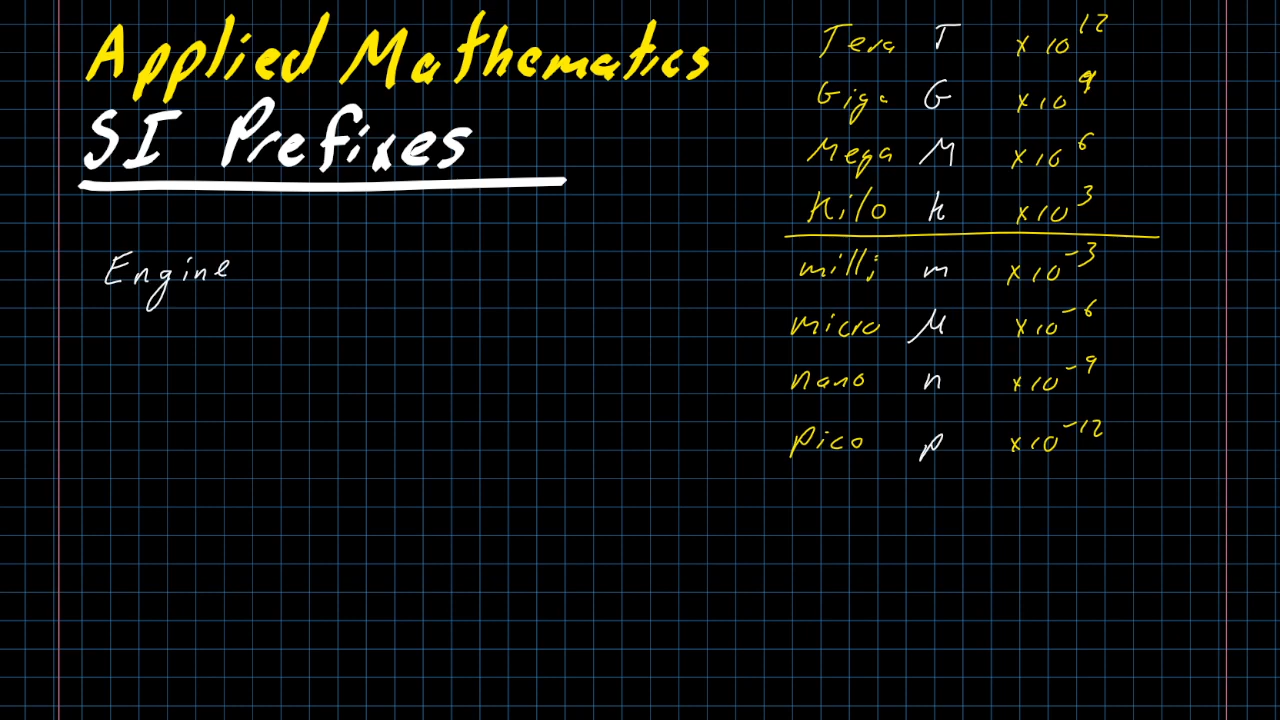 Applied Mathematics
SI Prefixes
Engine
Tera T x10^12
Giga G x10^9
Mega M x10^6
Kilo k x10^3
milli m x10^-3
micro μ x10^-6
nano n x10^-9
pico p x10^-12